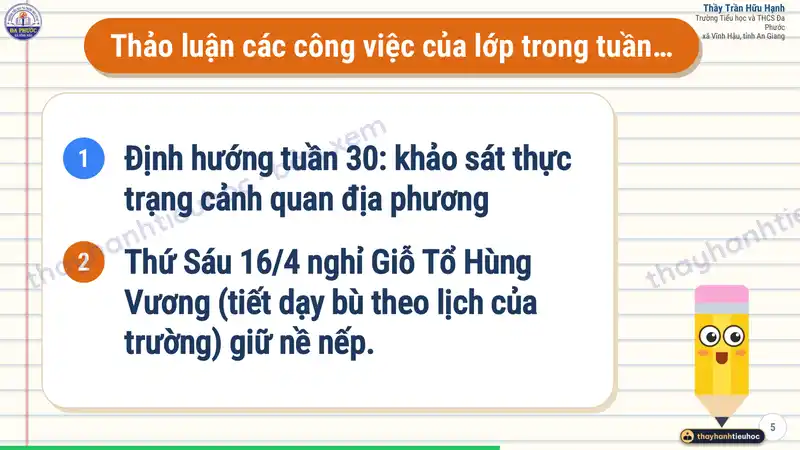 Thầy Trần Hữu Hạnh
Trường Tiểu học và THCS Đa
Phước
xã Vĩnh Hậu, tỉnh An Giang
ĐA PHƯỚC
Thảo luận các công việc của lớp trong tuần…
1
Định hướng tuần 30: khảo sát thực
trạng cảnh quan địa phương
2
Thứ Sáu 16/4 nghỉ Giỗ Tổ Hùng
Vương (tiết dạy bù theo lịch của
trường) giữ nề nếp.
5
thayhanhtieuhoc